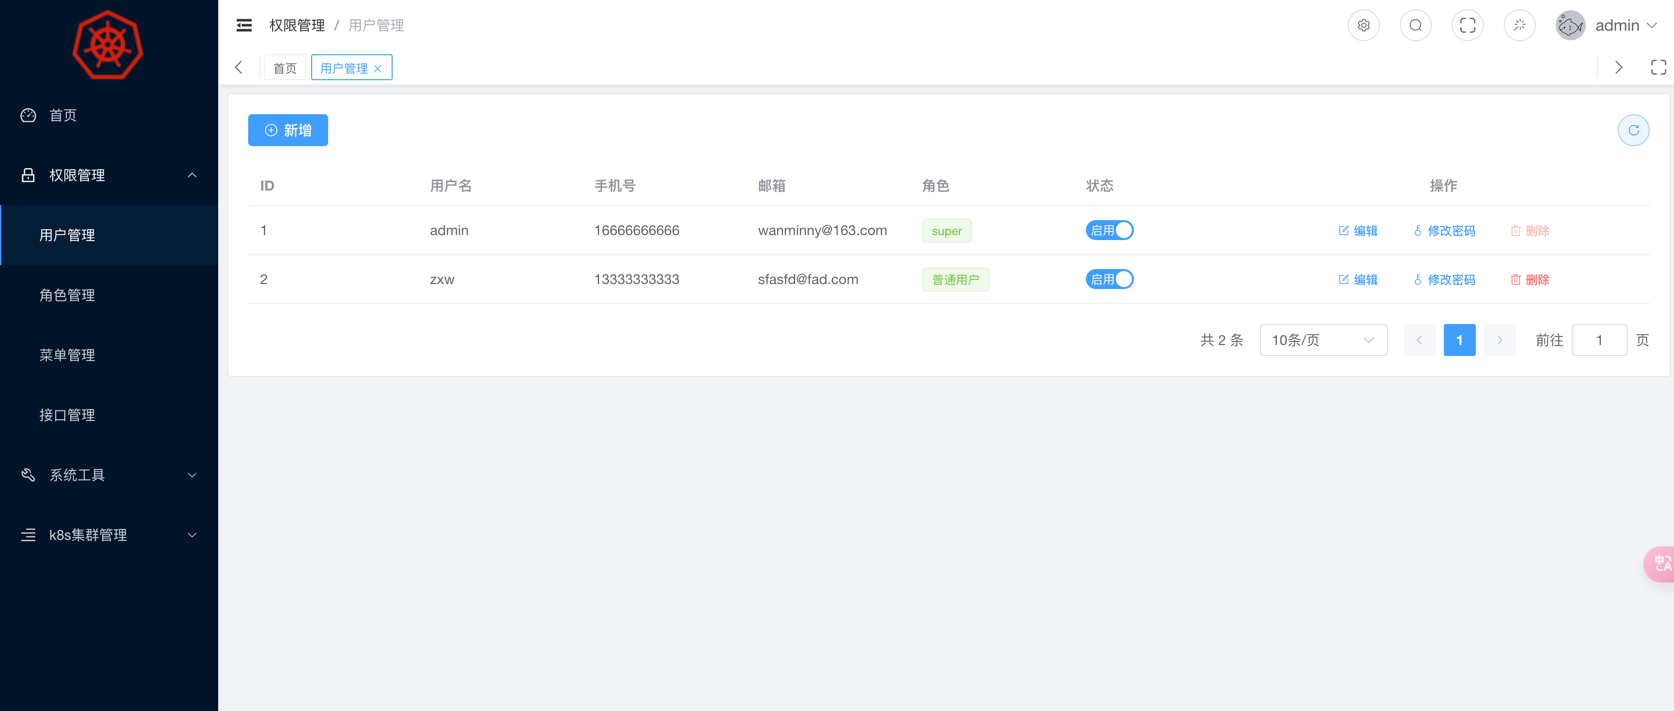 权限管理 / 用户管理
admin
首页
用户管理
首页
权限管理
用户管理
角色管理
菜单管理
接口管理
系统工具
k8s集群管理
新增
ID 用户名 手机号 邮箱 角色 状态 操作
1 admin 16666666666 wanminny@163.com super 启用 编辑 修改密码 删除
2 zxw 13333333333 sfasfd@fad.com 普通用户 启用 编辑 修改密码 删除
共 2 条 10条/页 1 前往 1 页
中
A